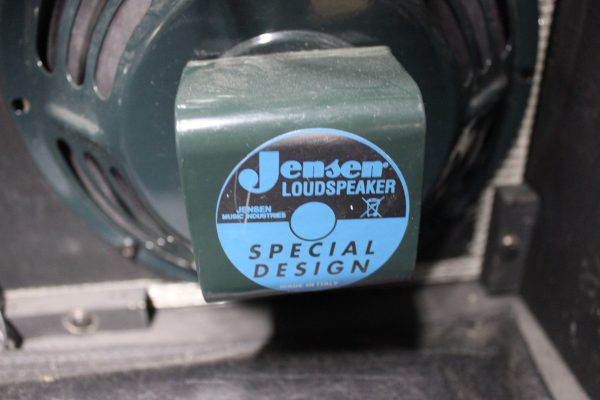 Jensen
LOUDSPEAKER
JENSEN
MUSIC INDUSTRIES
SPECIAL
DESIGN
MADE IN ITALY